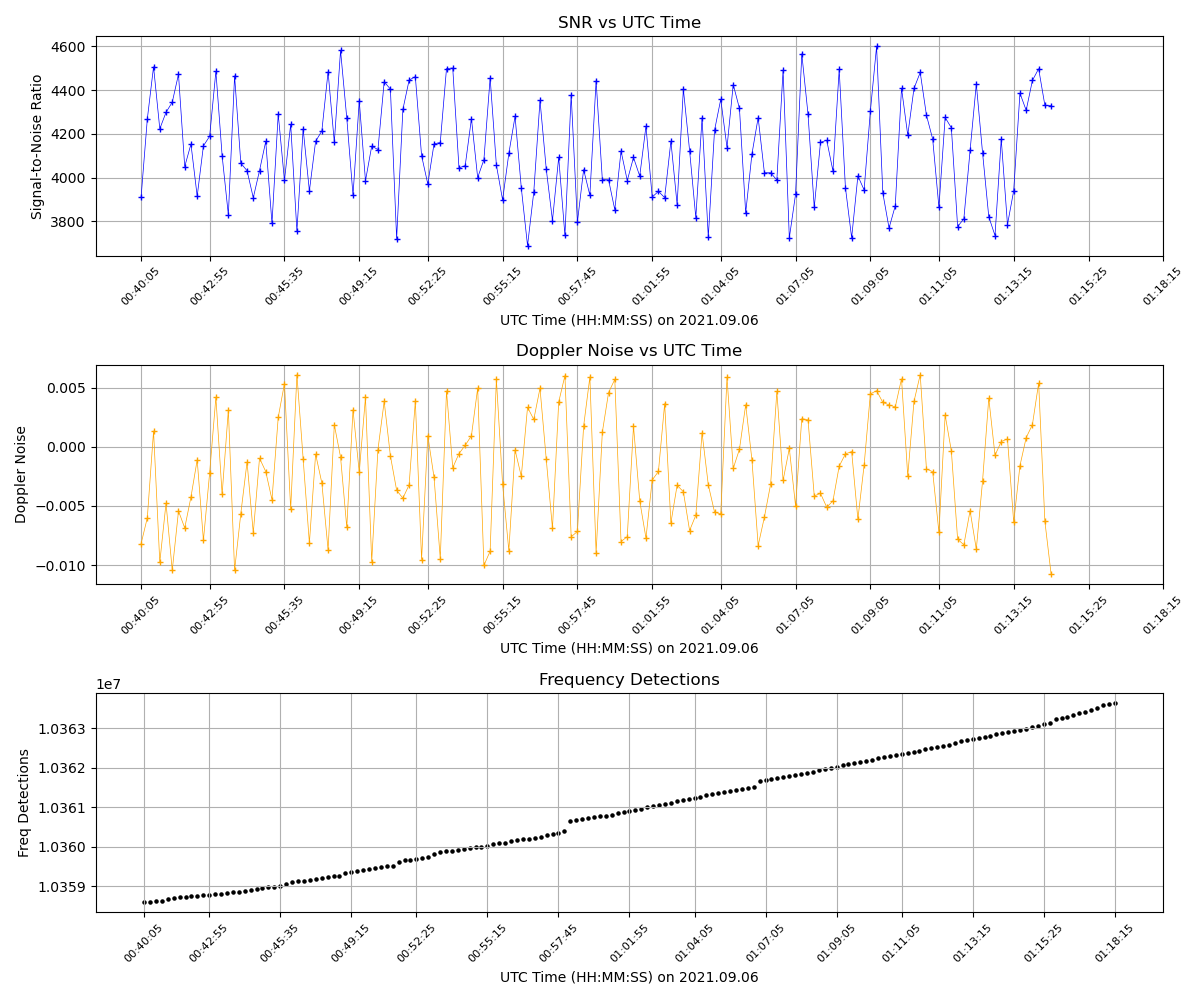 SNR vs UTC Time
Signal-to-Noise Ratio
4600
4400
4200
4000
3800
00:40:05 00:42:55 00:45:35 00:49:15 00:52:25 00:55:15 00:57:45 01:01:55 01:04:05 01:07:05 01:09:05 01:11:05 01:13:15 01:15:25 01:18:15
UTC Time (HH:MM:SS) on 2021.09.06
Doppler Noise vs UTC Time
Doppler Noise
0.005
0.000
−0.005
−0.010
00:40:05 00:42:55 00:45:35 00:49:15 00:52:25 00:55:15 00:57:45 01:01:55 01:04:05 01:07:05 01:09:05 01:11:05 01:13:15 01:15:25 01:18:15
UTC Time (HH:MM:SS) on 2021.09.06
Frequency Detections
1e7
Freq Detections
1.0363
1.0362
1.0361
1.0360
1.0359
00:40:05 00:42:55 00:45:35 00:49:15 00:52:25 00:55:15 00:57:45 01:01:55 01:04:05 01:07:05 01:09:05 01:11:05 01:13:15 01:15:25 01:18:15
UTC Time (HH:MM:SS) on 2021.09.06